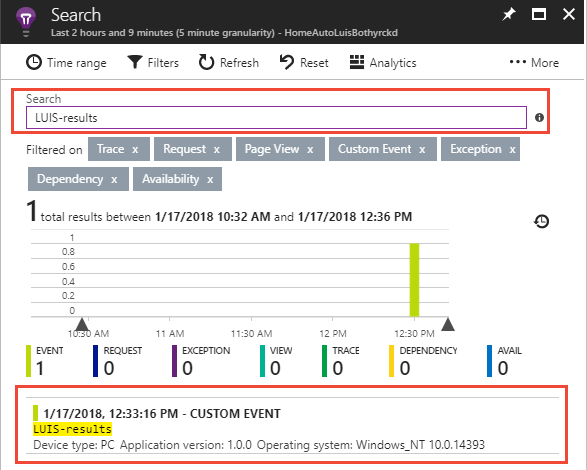 Search
Last 2 hours and 9 minutes (5 minute granularity) - HomeAutoLuisBothyrckd
Time range Filters Refresh Reset Analytics ••• More
Search
LUIS-results
Filtered on Trace x Request x Page View x Custom Event x Exception x
Dependency x Availability x
1 total results between 1/17/2018 10:32 AM and 1/17/2018 12:36 PM
1
0.8
0.6
0.4
0.2
0
10:30 AM 11 AM 11:30 AM 12 PM 12:30 PM
EVENT REQUEST EXCEPTION VIEW TRACE DEPENDENCY AVAIL
1 0 0 0 0 0 0
1/17/2018, 12:33:16 PM - CUSTOM EVENT
LUIS-results
Device type: PC Application version: 1.0.0 Operating system: Windows_NT 10.0.14393